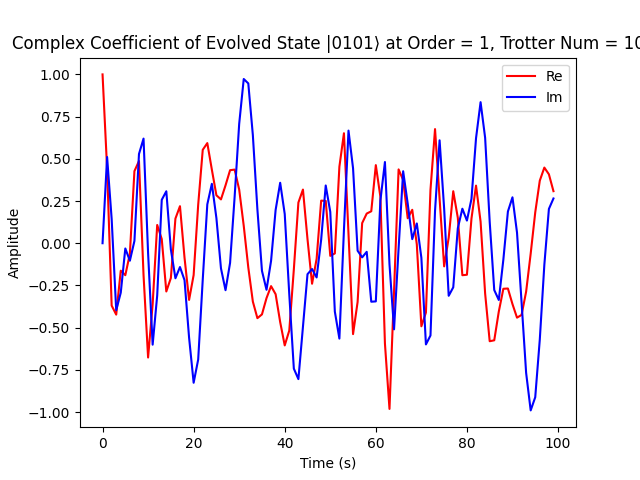 Complex Coefficient of Evolved State |0101⟩ at Order = 1, Trotter Num = 10
Re
Im
1.00
0.75
0.50
0.25
0.00
−0.25
−0.50
−0.75
−1.00
Amplitude
0 20 40 60 80 100
Time (s)